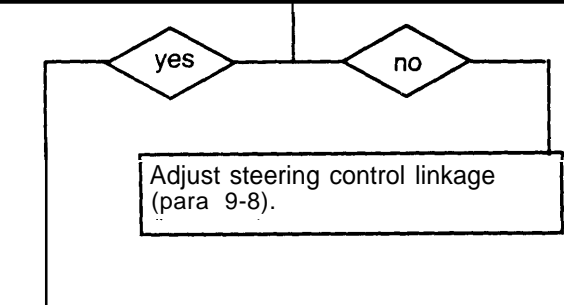 yes
no
Adjust steering control linkage
(para 9-8).